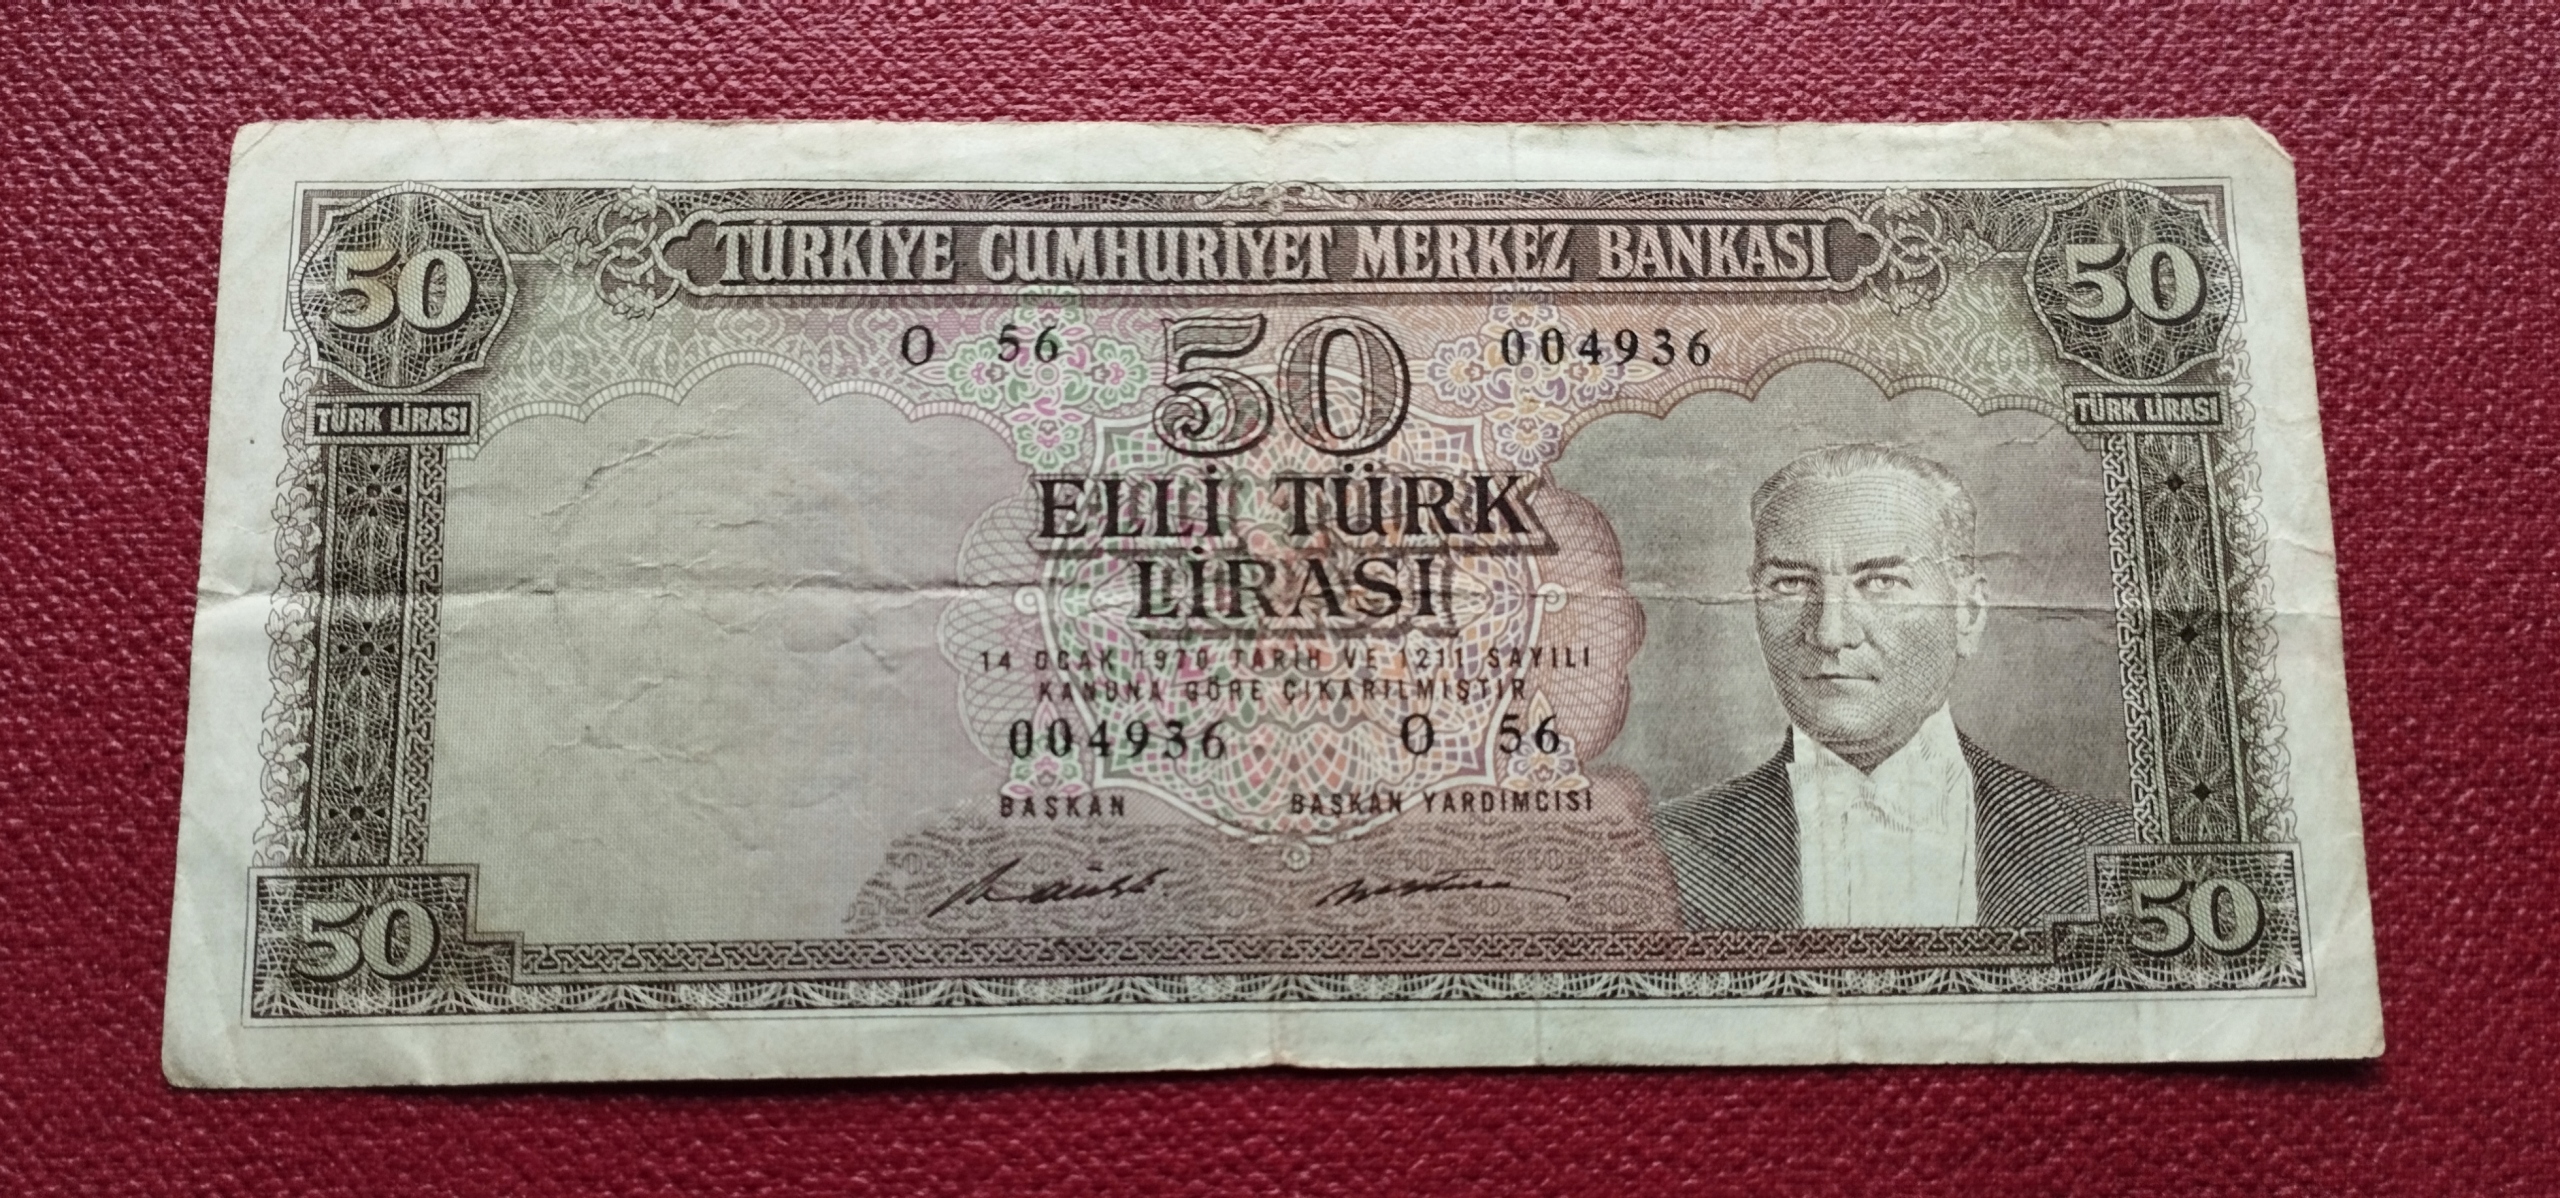 50 TÜRKİYE CUMHURİYET MERKEZ BANKASI 50
O 56 50 004936
TÜRK LİRASI TÜRK LİRASI
ELLİ TÜRK
LİRASI
14 OCAK 1970 TARİH VE 1211 SAYILI
KANUNA GÖRE ÇIKARILMIŞTIR
004936 O 56
BAŞKAN BAŞKAN YARDIMCISI
50 50